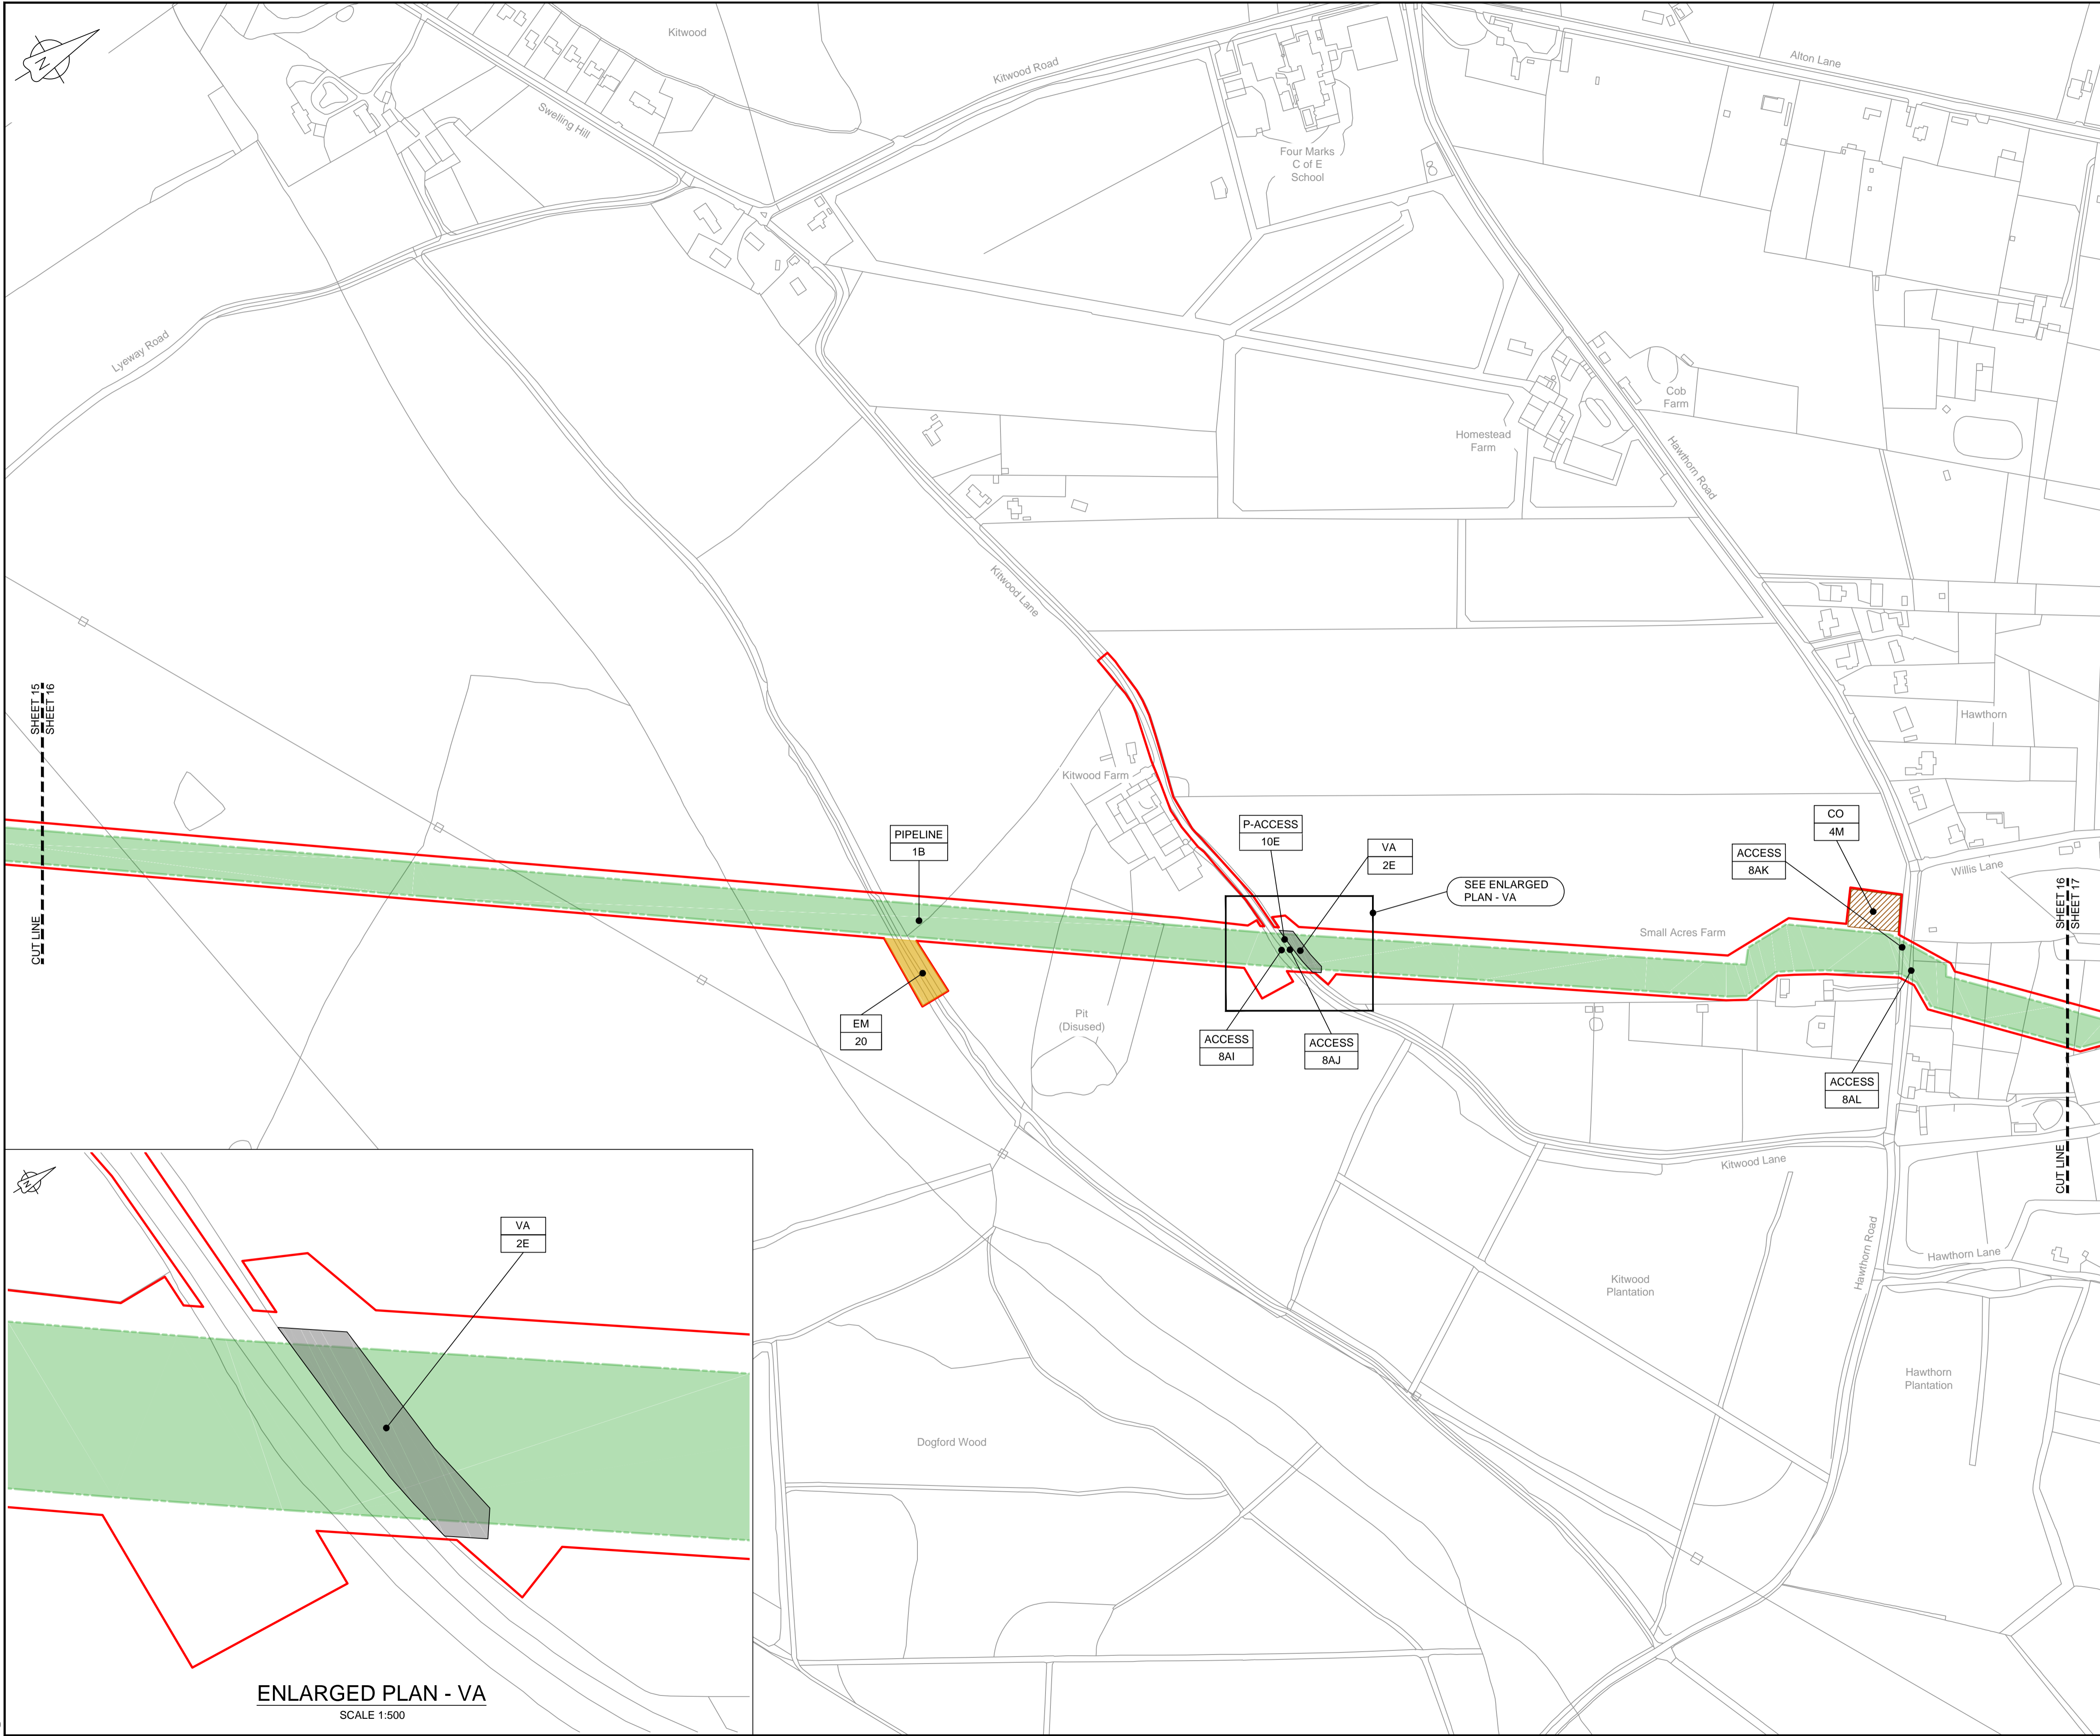 Kitwood
Kitwood Road
Alton Lane
Swelling Hill
Four Marks
C of E
School
Lyeway Road
Cob
Farm
Homestead
Farm
Hawthorn Road
Kitwood Lane
Hawthorn
SHEET 15
SHEET 16
CUT LINE
Kitwood Farm
PIPELINE
1B
P-ACCESS
10E
VA
2E
SEE ENLARGED
PLAN - VA
CO
4M
ACCESS
8AK
Willis Lane
SHEET 16
SHEET 17
CUT LINE
Small Acres Farm
EM
20
Pit
(Disused)
ACCESS
8AI
ACCESS
8AJ
ACCESS
8AL
Kitwood Lane
Hawthorn Road
Hawthorn Lane
Kitwood
Plantation
Hawthorn
Plantation
Dogford Wood
N
N
VA
2E
ENLARGED PLAN - VA
SCALE 1:500